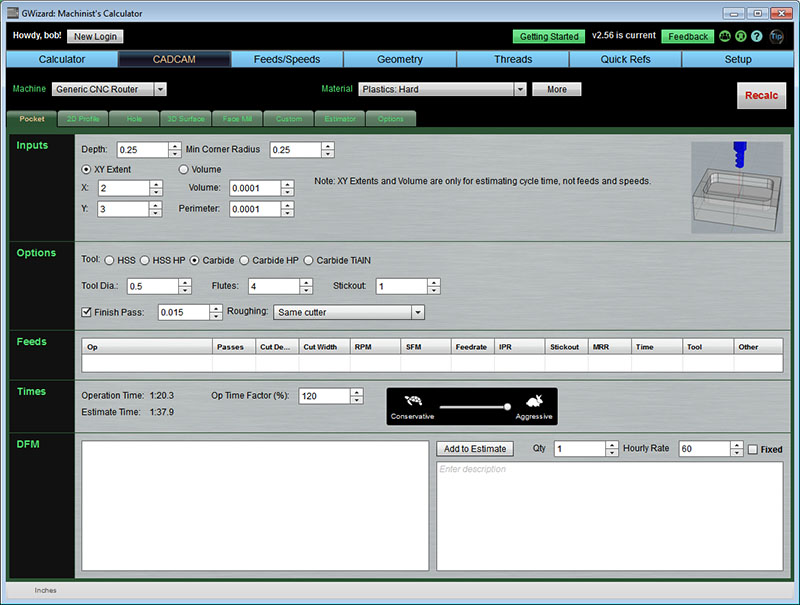 GWizard: Machinist's Calculator
Howdy, bob! New Login Getting Started v2.56 is current Feedback Tip
Calculator CADCAM Feeds/Speeds Geometry Threads Quick Refs Setup
Machine Generic CNC Router Material Plastics: Hard More Recalc
Pocket 2D Profile Hole 3D Surface Face Mill Custom Estimator Options
Inputs
Depth: 0.25 Min Corner Radius 0.25
XY Extent Volume
X: 2 Volume: 0.0001 Note: XY Extents and Volume are only for estimating cycle time, not feeds and speeds.
Y: 3 Perimeter: 0.0001
Options
Tool: HSS HSS HP Carbide Carbide HP Carbide TiAlN
Tool Dia.: 0.5 Flutes: 4 Stickout: 1
Finish Pass: 0.015 Roughing: Same cutter
Feeds
Op Passes Cut De... Cut Width RPM SFM Feedrate IPR Stickout MRR Time Tool Other
Times
Operation Time: 1:20.3 Op Time Factor (%): 120
Estimate Time: 1:37.9
Conservative Aggressive
DFM
Add to Estimate Qty 1 Hourly Rate 60 Fixed
Enter description
Inches